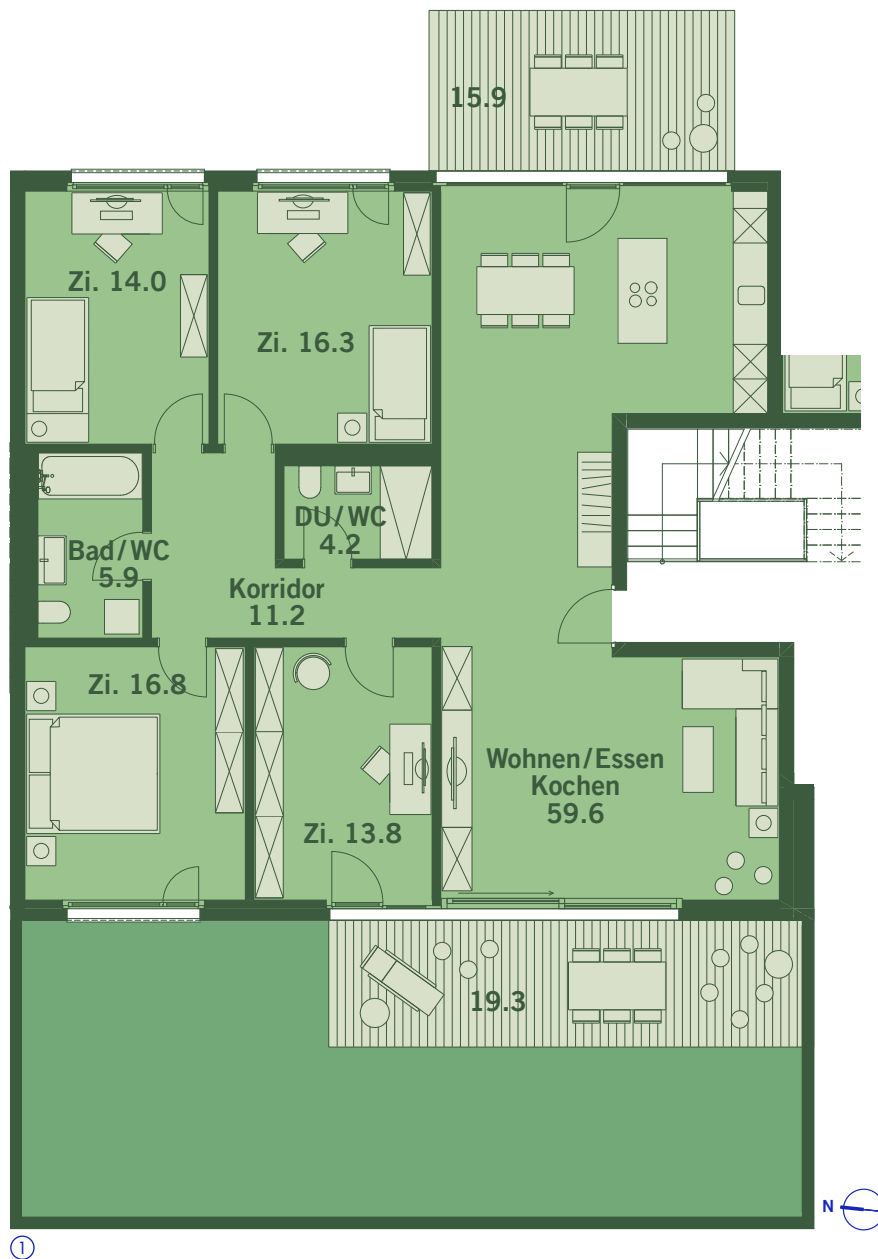 15.9
Zi. 14.0
Zi. 16.3
DU/WC
4.2
Bad/WC
5.9
Korridor
11.2
Zi. 16.8
Wohnen/Essen
Kochen
59.6
Zi. 13.8
19.3
N
1